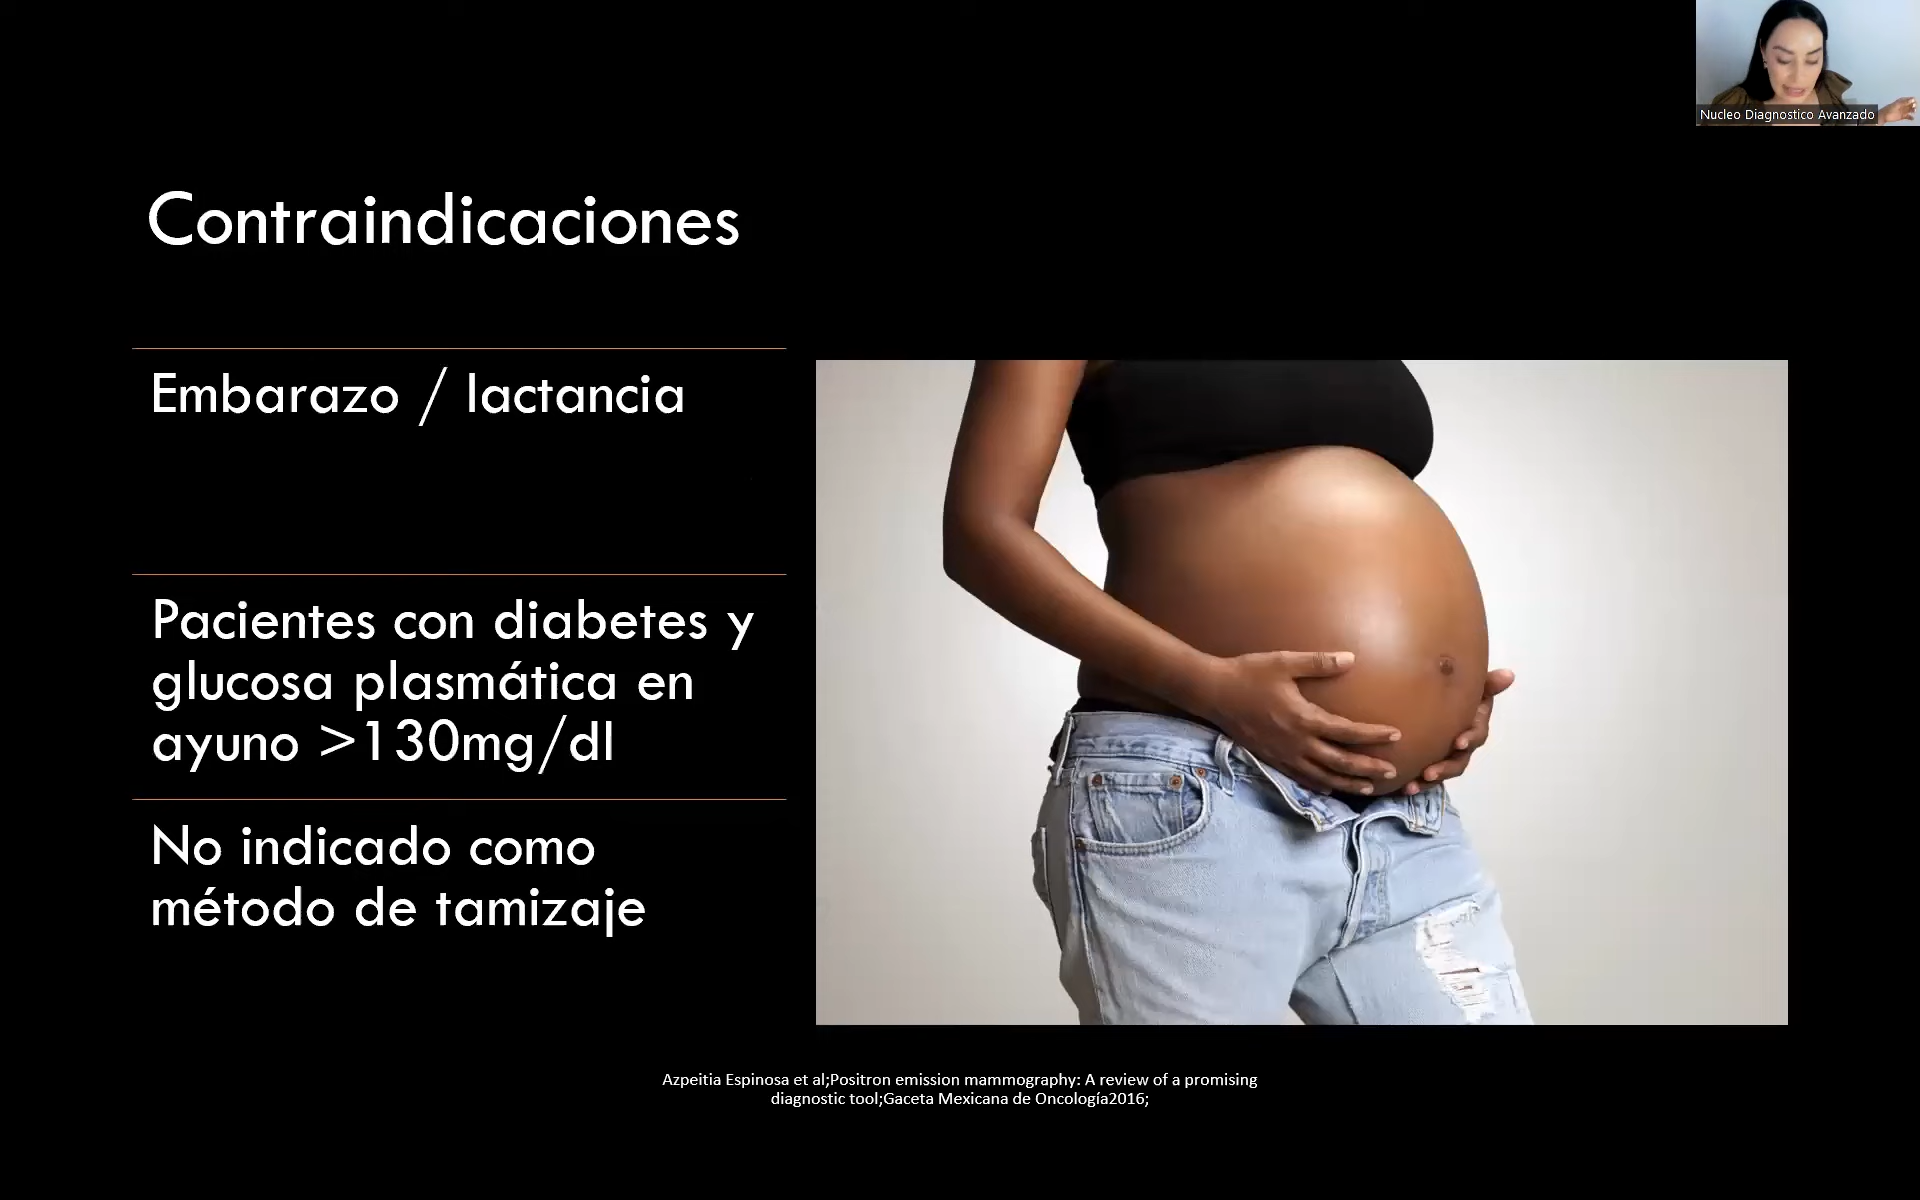 Nucleo Diagnostico Avanzado
Contraindicaciones
Embarazo / lactancia
Pacientes con diabetes y
glucosa plasmática en
ayuno >130mg/dl
No indicado como
método de tamizaje
Azpeitia Espinosa et al;Positron emission mammography: A review of a promising
diagnostic tool;Gaceta Mexicana de Oncología2016;